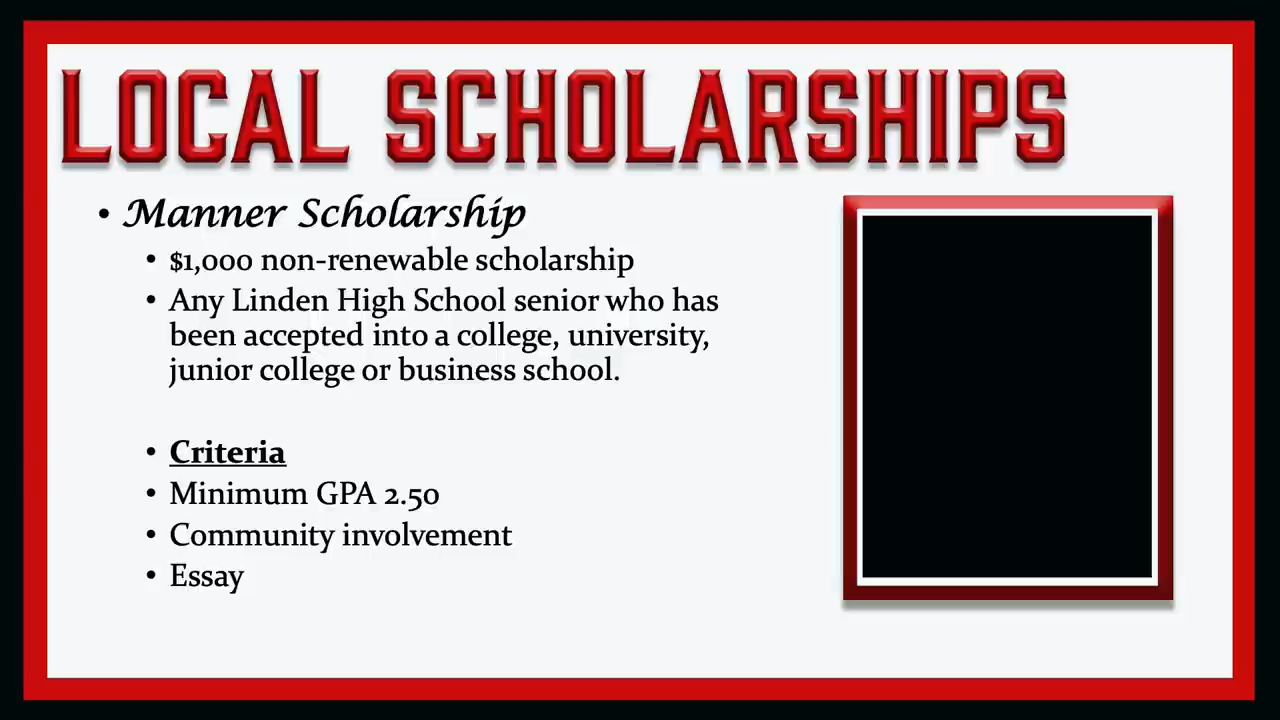 LOCAL SCHOLARSHIPS
• Manner Scholarship
• $1,000 non-renewable scholarship
• Any Linden High School senior who has
been accepted into a college, university,
junior college or business school.
• Criteria
• Minimum GPA 2.50
• Community involvement
• Essay